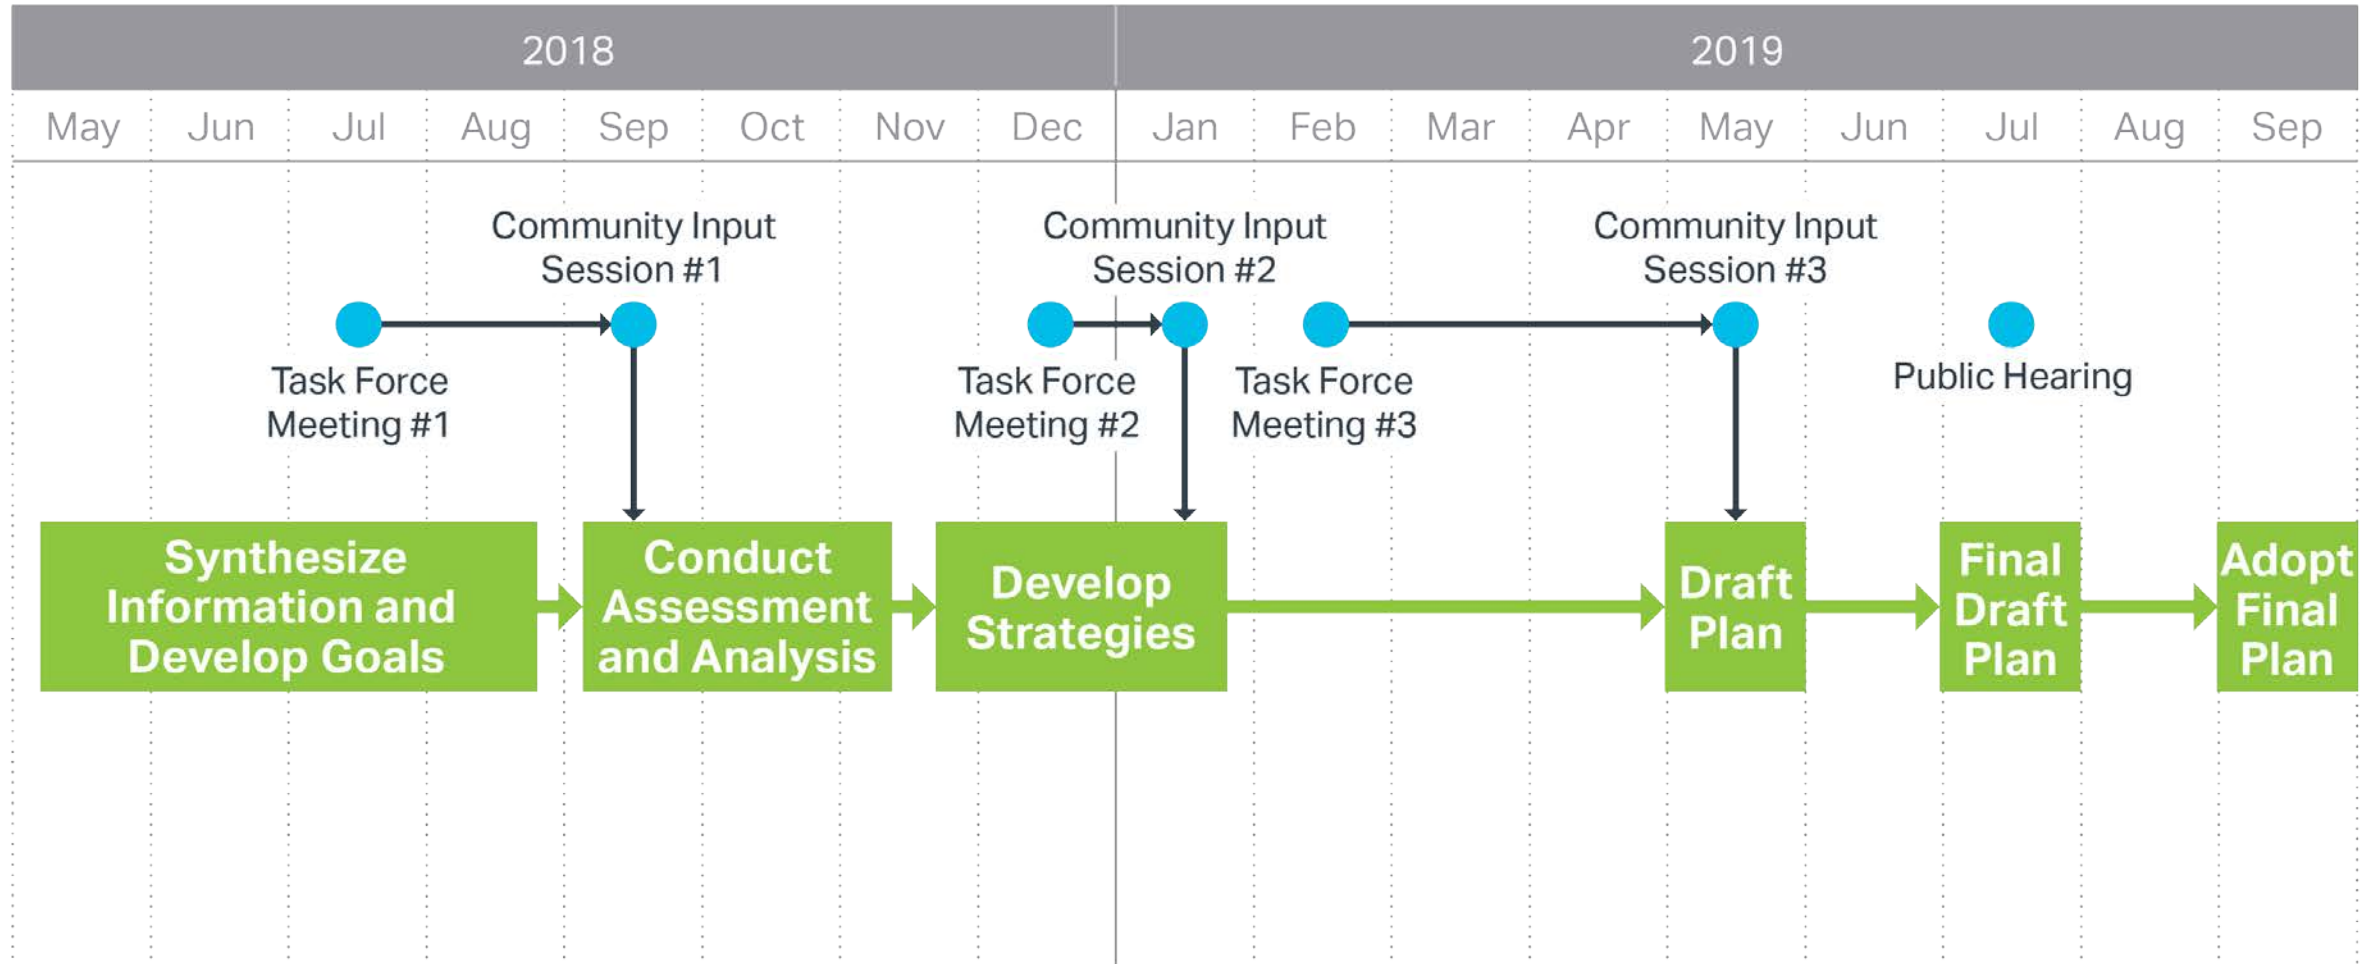 2018
2019
May Jun Jul Aug Sep Oct Nov Dec Jan Feb Mar Apr May Jun Jul Aug Sep
Community Input
Session #1
Community Input
Session #2
Community Input
Session #3
Task Force
Meeting #1
Task Force
Meeting #2
Task Force
Meeting #3
Public Hearing
Synthesize
Information and
Develop Goals
Conduct
Assessment
and Analysis
Develop
Strategies
Draft
Plan
Final
Draft
Plan
Adopt
Final
Plan